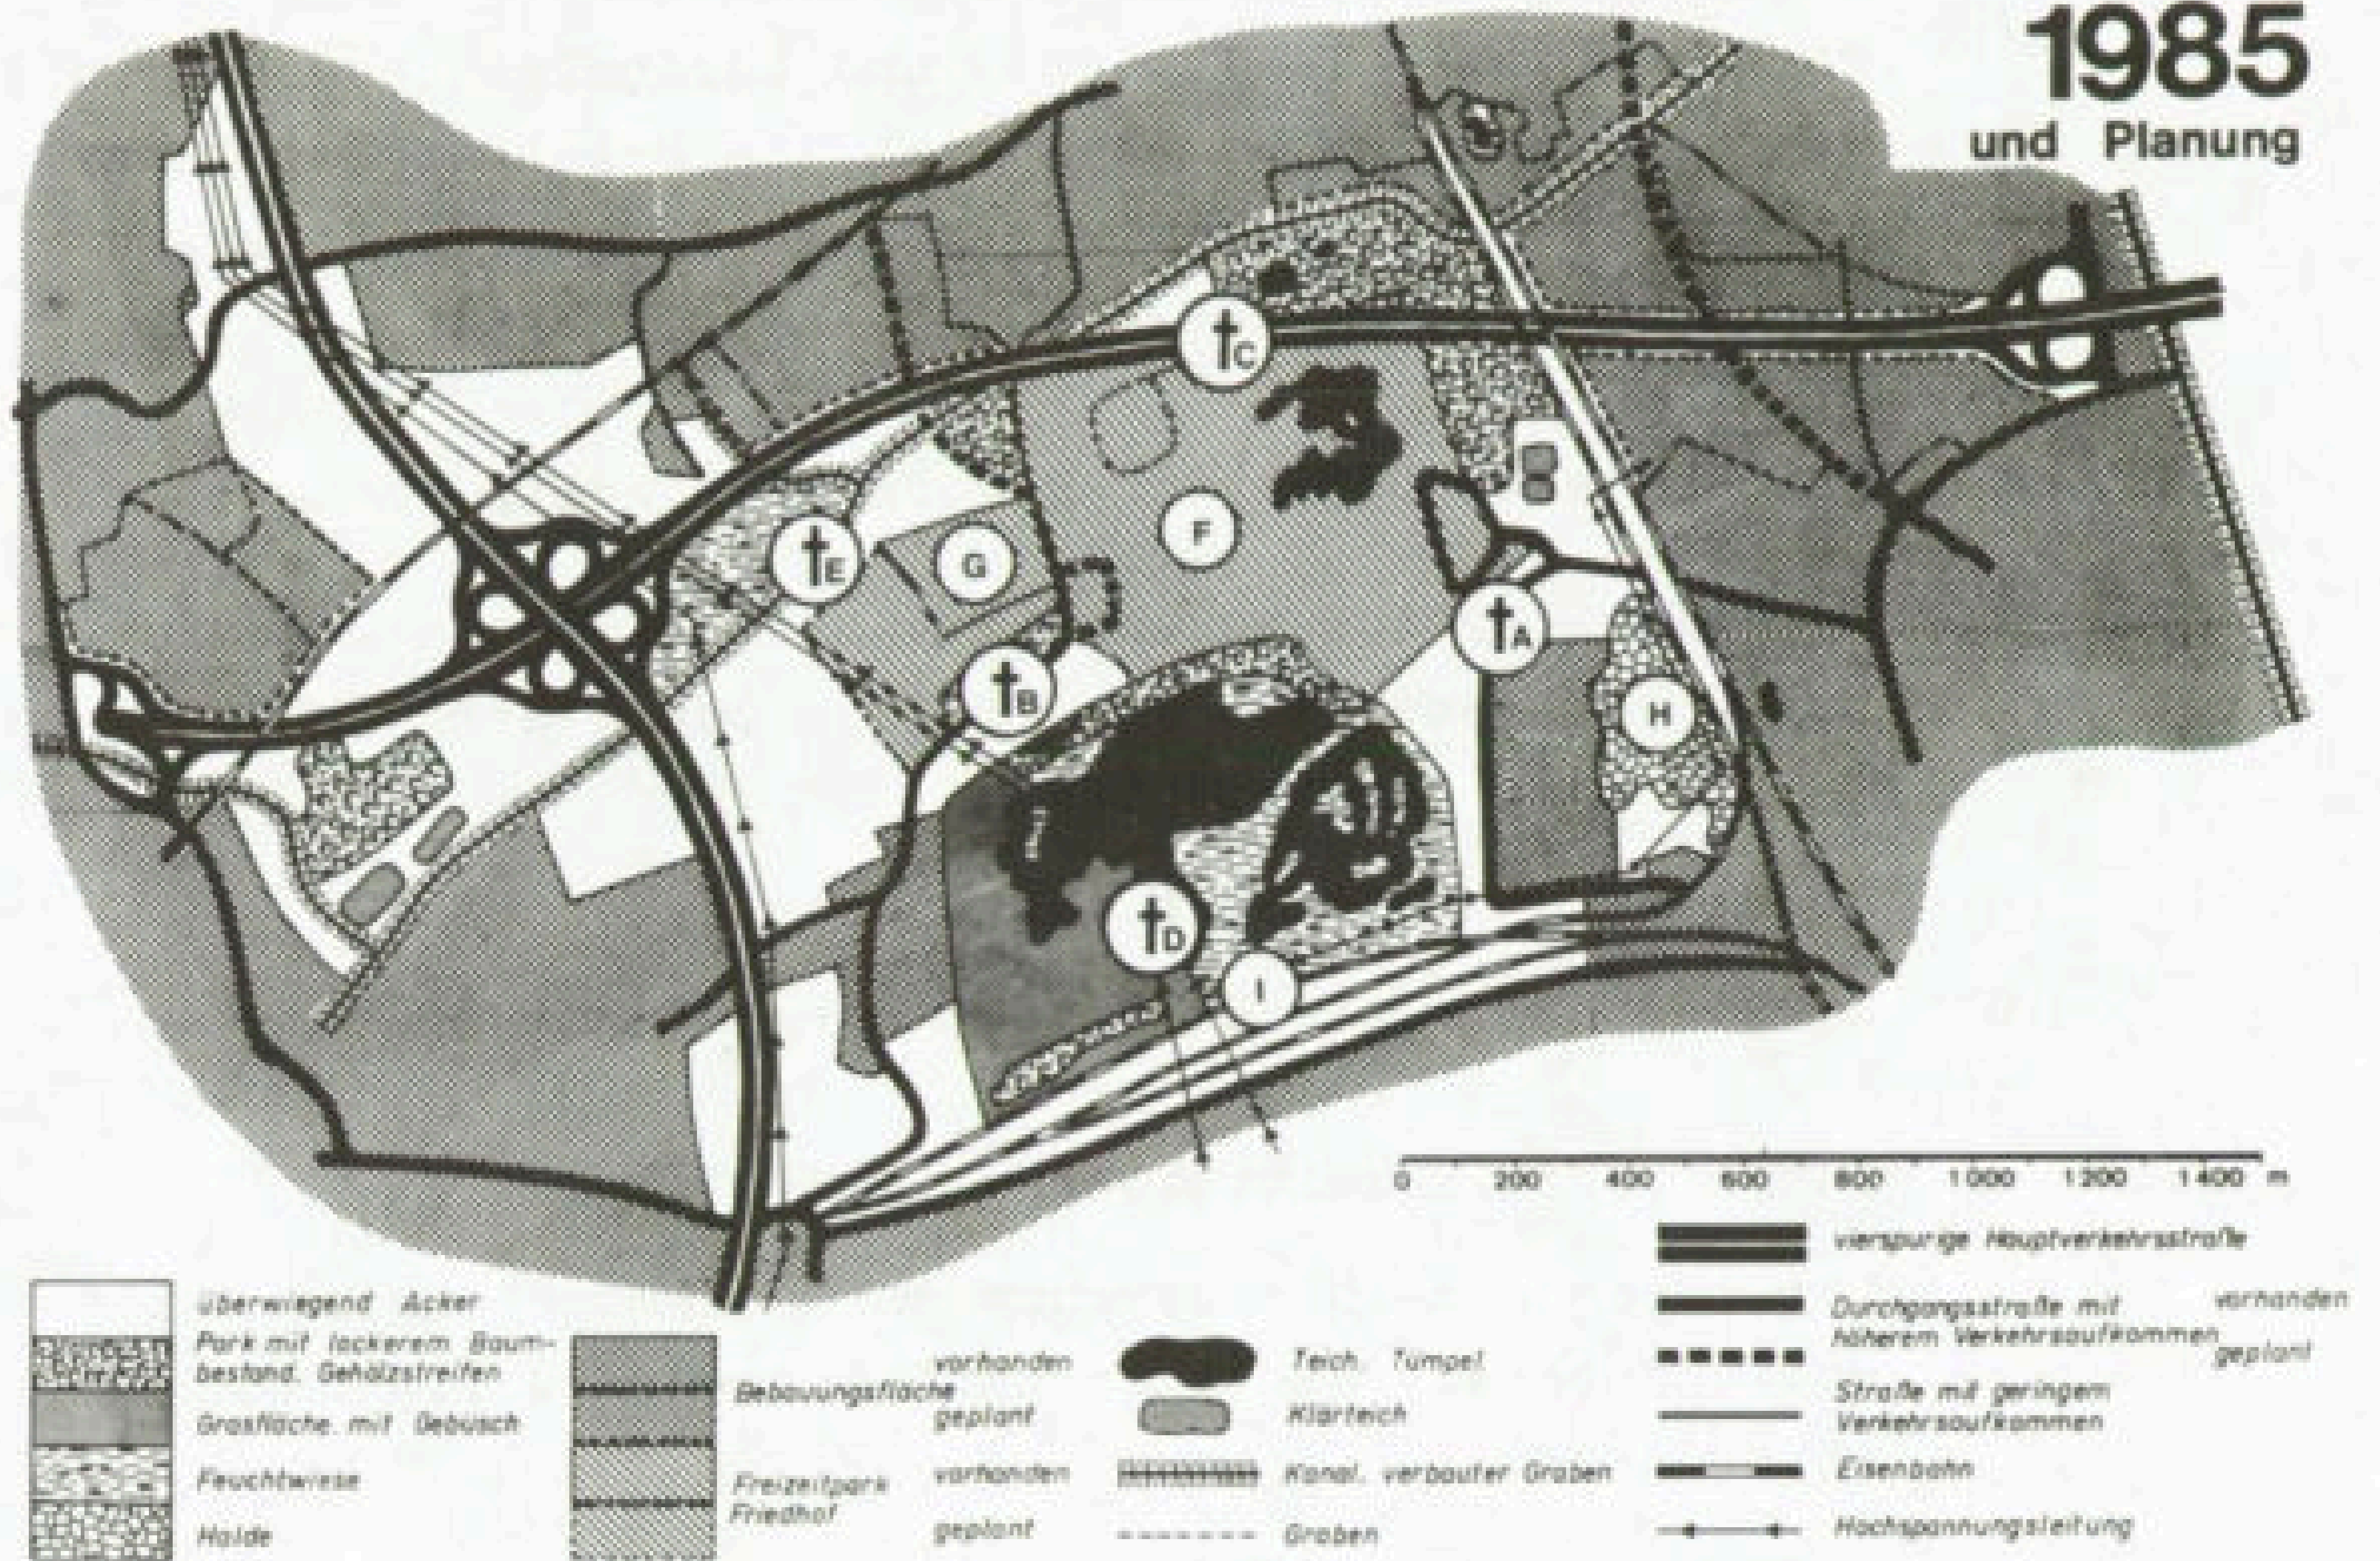 1985
und Planung
†C
†E
G
F
†A
†B
H
†D
I
0 200 400 600 800 1000 1200 1400 m
überwiegend Acker
Park mit lockerem Baum-
bestand, Gehölzstreifen
Grasfläche mit Gebüsch
Feuchtwiese
Halde
Bebauungsfläche
vorhanden
geplant
Freizeitpark
Friedhof
vorhanden
geplant
Teich, Tümpel
Klärteich
Kanal, verbauter Graben
Graben
vierspurige Hauptverkehrsstraße
Durchgangsstraße mit
höherem Verkehrsaufkommen
vorhanden
geplant
Straße mit geringem
Verkehrsaufkommen
Eisenbahn
Hochspannungsleitung